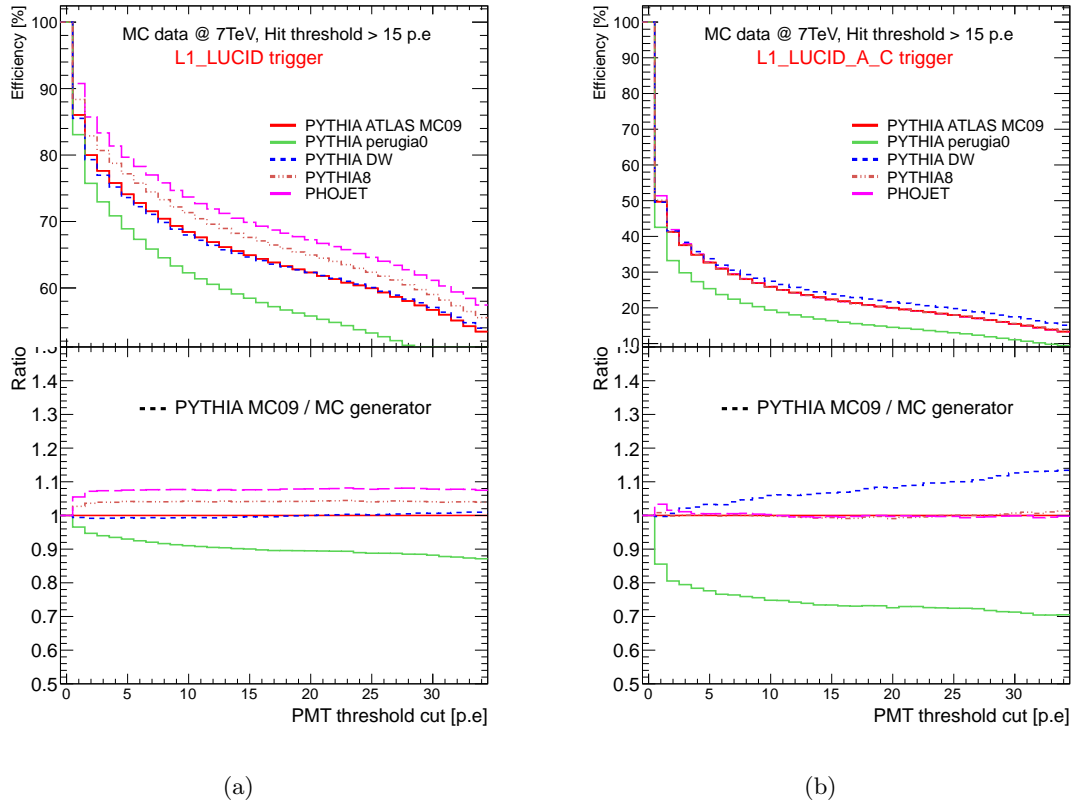 Efficiency [%]
100
90
80
70
60
MC data @ 7TeV, Hit threshold > 15 p.e
L1_LUCID trigger
PYTHIA ATLAS MC09
PYTHIA perugia0
PYTHIA DW
PYTHIA8
PHOJET
Ratio
1.3
1.4
1.3
1.2
1.1
1
0.9
0.8
0.7
0.6
0.5
PYTHIA MC09 / MC generator
0 5 10 15 20 25 30
PMT threshold cut [p.e]
(a)
Efficiency [%]
100
90
80
70
60
50
40
30
20
10
MC data @ 7TeV, Hit threshold > 15 p.e
L1_LUCID_A_C trigger
PYTHIA ATLAS MC09
PYTHIA perugia0
PYTHIA DW
PYTHIA8
PHOJET
Ratio
1.3
1.4
1.3
1.2
1.1
1
0.9
0.8
0.7
0.6
0.5
PYTHIA MC09 / MC generator
0 5 10 15 20 25 30
PMT threshold cut [p.e]
(b)